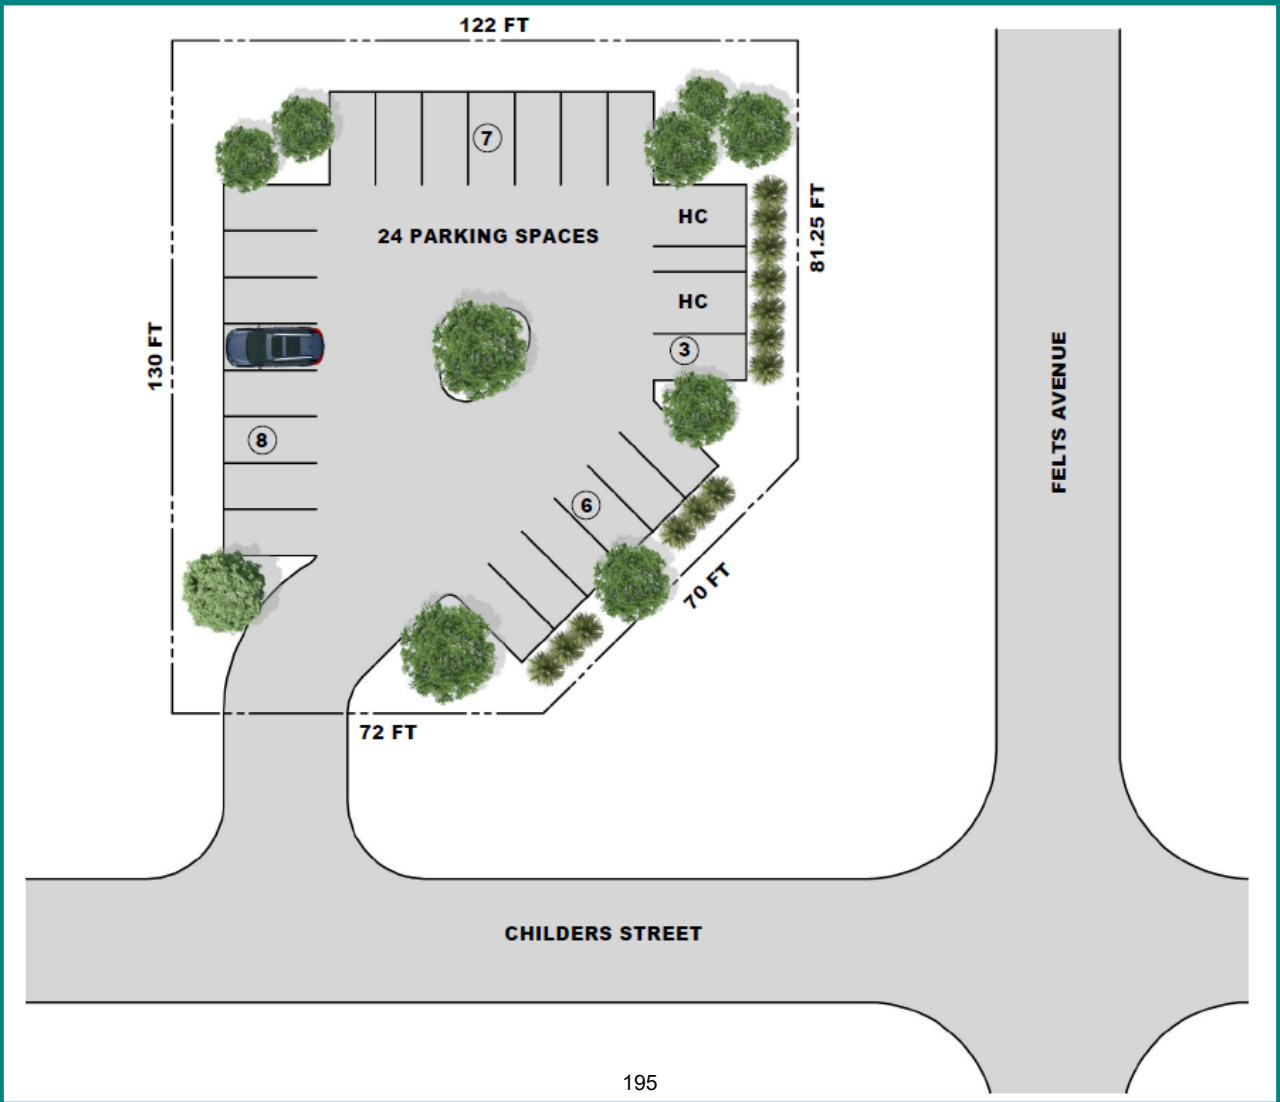 122 FT
7
HC
24 PARKING SPACES
81.25 FT
HC
3
130 FT
FELTS AVENUE
8
6
70 FT
72 FT
CHILDERS STREET
195